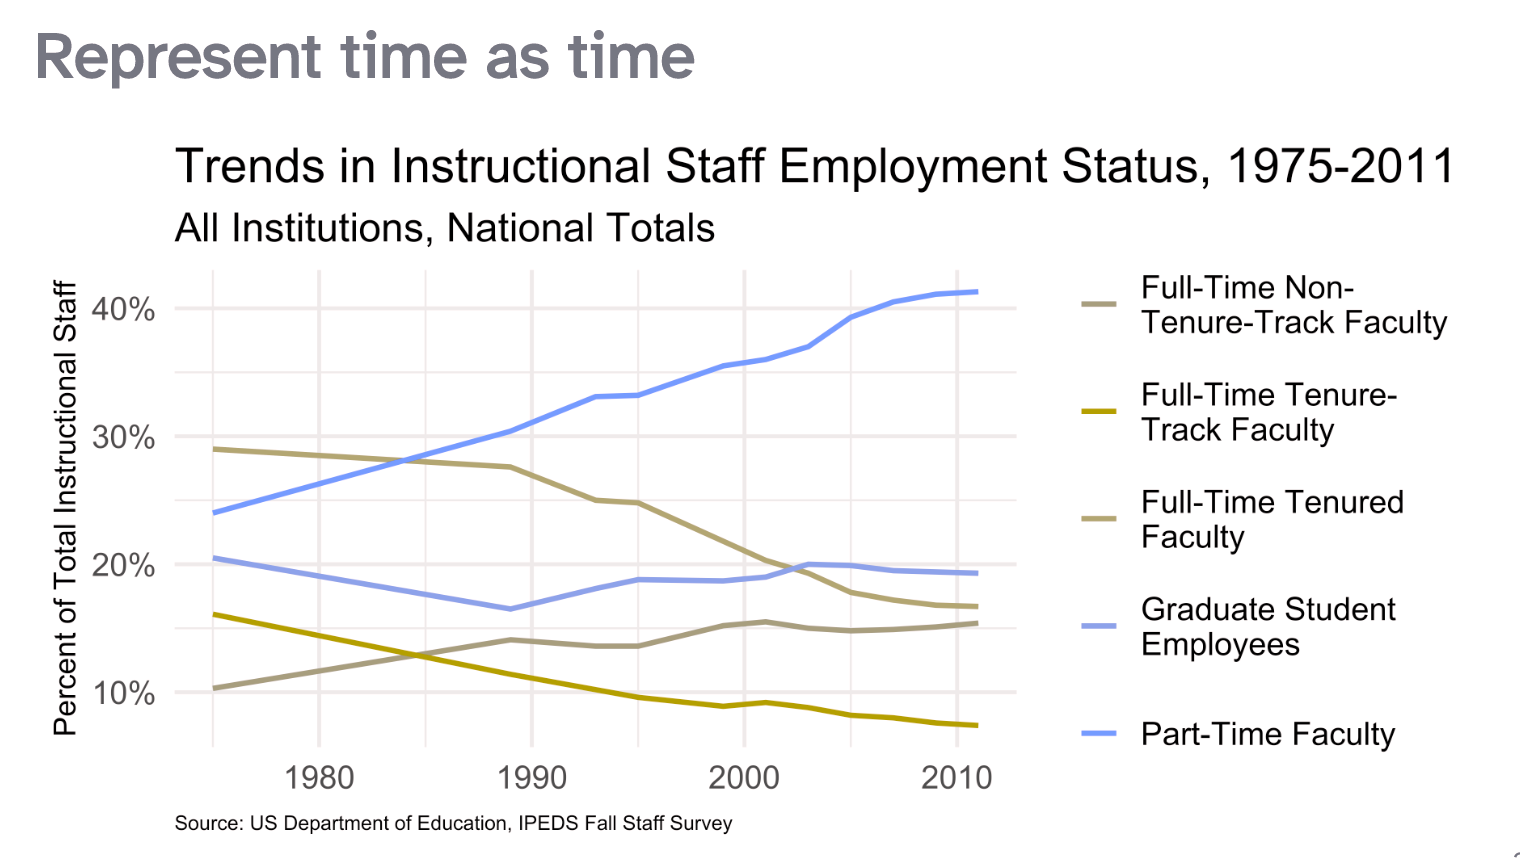 Represent time as time
Trends in Instructional Staff Employment Status, 1975-2011
All Institutions, National Totals
Percent of Total Instructional Staff
40%
30%
20%
10%
1980
1990
2000
2010
Full-Time Non-
Tenure-Track Faculty
Full-Time Tenure-
Track Faculty
Full-Time Tenured
Faculty
Graduate Student
Employees
Part-Time Faculty
Source: US Department of Education, IPEDS Fall Staff Survey